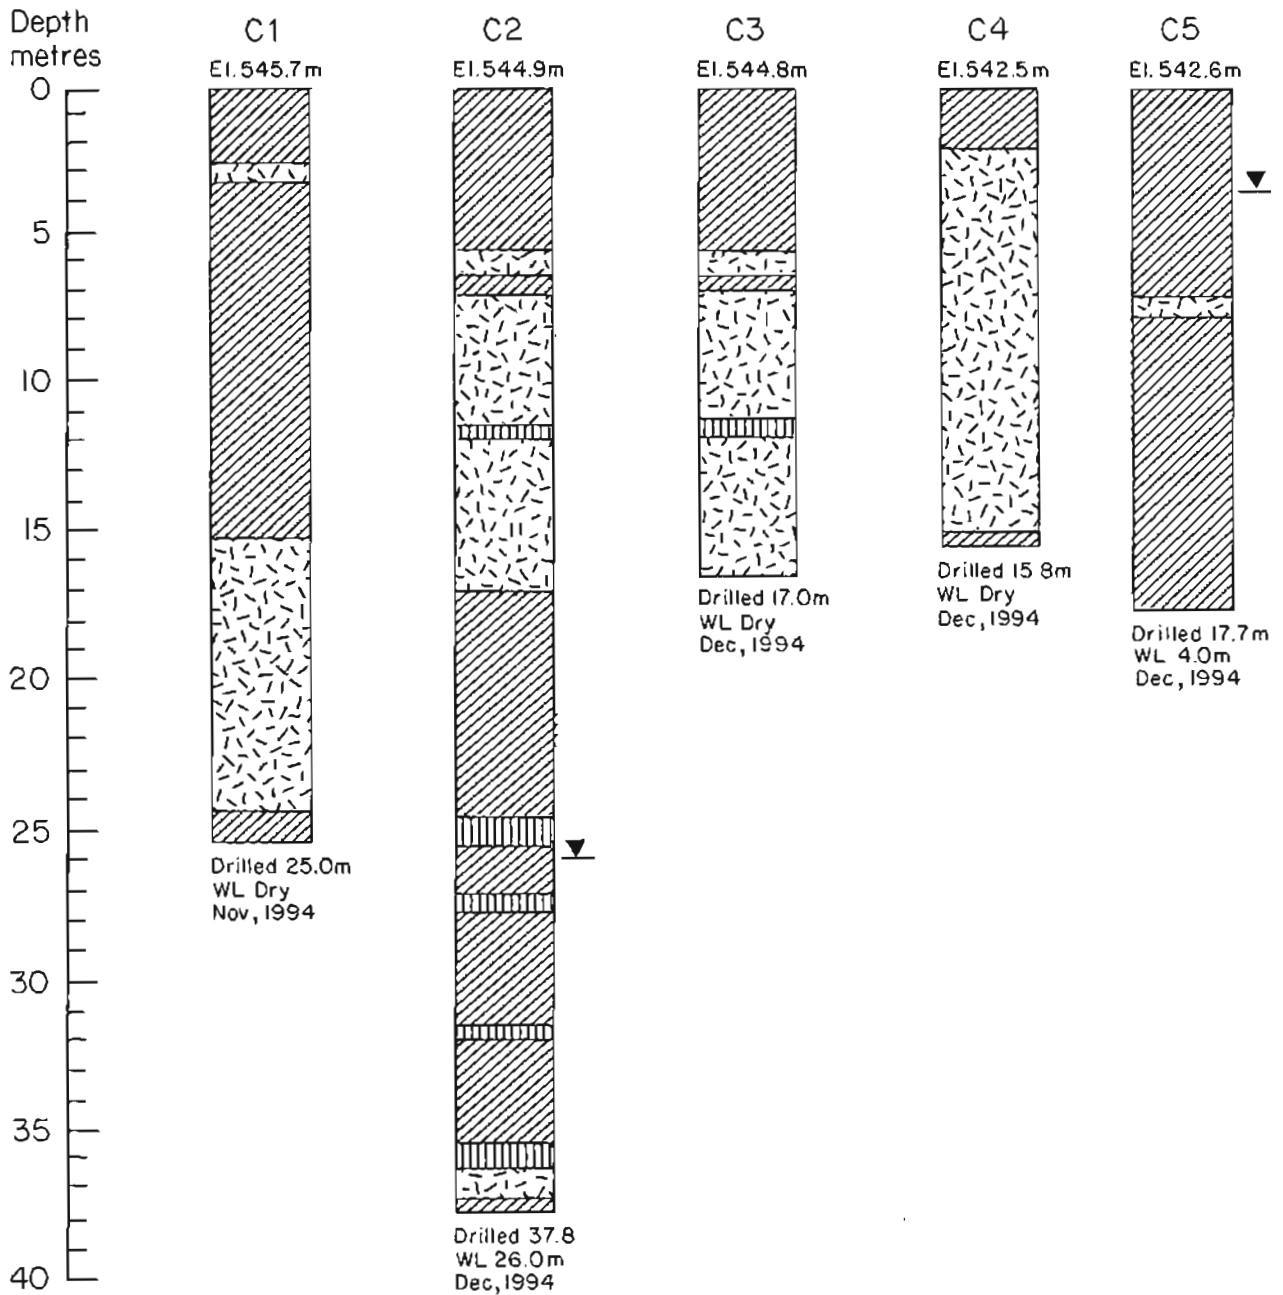 Depth
metres
C1
C2
C3
C4
C5
El.545.7m
El.544.9m
El.544.8m
El.542.5m
El.542.6m
0
5
10
15
20
25
30
35
40
Drilled 25.0m
WL Dry
Nov, 1994
Drilled 37.8
WL 26.0m
Dec, 1994
Drilled 17.0m
WL Dry
Dec, 1994
Drilled 15 8m
WL Dry
Dec, 1994
Drilled 17.7m
WL 4.0m
Dec, 1994